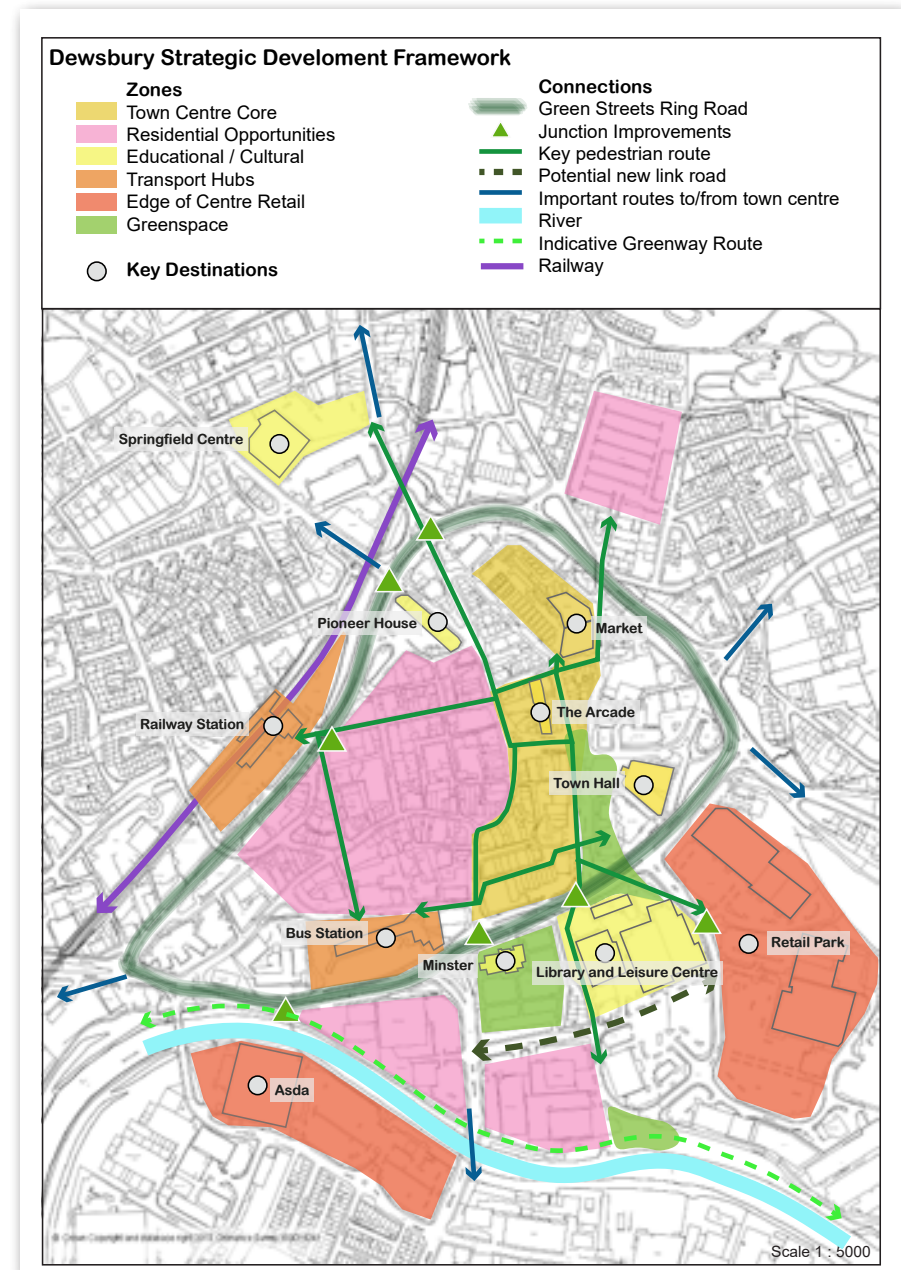 Dewsbury Strategic Develoment Framework
Zones
Town Centre Core
Residential Opportunities
Educational / Cultural
Transport Hubs
Edge of Centre Retail
Greenspace
Key Destinations
Connections
Green Streets Ring Road
Junction Improvements
Key pedestrian route
Potential new link road
Important routes to/from town centre
River
Indicative Greenway Route
Railway
Springfield Centre
Pioneer House
Market
Railway Station
The Arcade
Town Hall
Bus Station
Minster
Library and Leisure Centre
Retail Park
Asda
Scale 1 : 5000